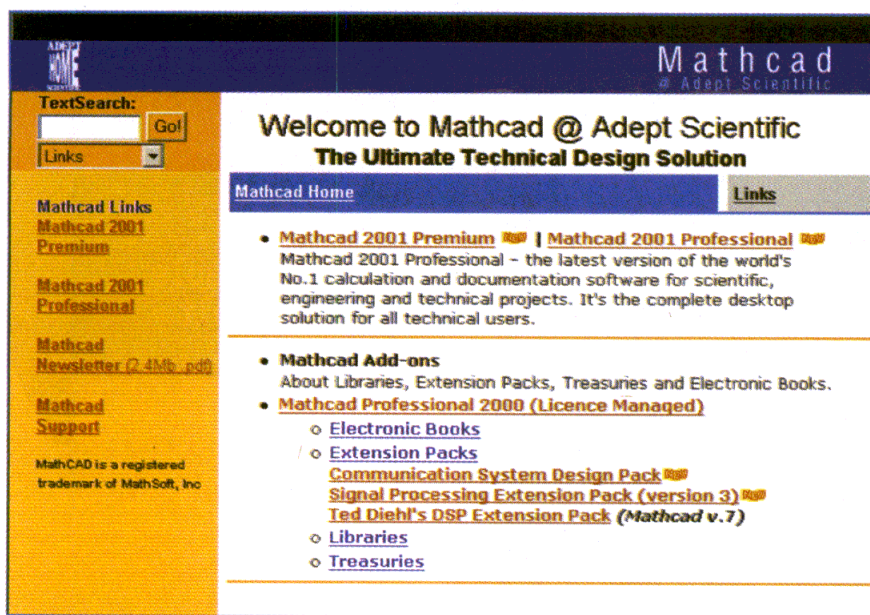 ADEPT
HOME
SCIENTIFIC
Mathcad
@ Adept Scientific
TextSearch:
Go!
Links
Welcome to Mathcad @ Adept Scientific
The Ultimate Technical Design Solution
Mathcad Home
Links
Mathcad Links
Mathcad 2001
Premium
Mathcad 2001
Professional
Mathcad
Newsletter (2.4Mb .pdf)
Mathcad
Support
MathCAD is a registered
trademark of MathSoft, Inc
• Mathcad 2001 Premium | Mathcad 2001 Professional
Mathcad 2001 Professional - the latest version of the world's
No.1 calculation and documentation software for scientific,
engineering and technical projects. It's the complete desktop
solution for all technical users.
• Mathcad Add-ons
About Libraries, Extension Packs, Treasuries and Electronic Books.
• Mathcad Professional 2000 (Licence Managed)
o Electronic Books
o Extension Packs
Communication System Design Pack
Signal Processing Extension Pack (version 3)
Ted Diehl's DSP Extension Pack (Mathcad v.7)
o Libraries
o Treasuries